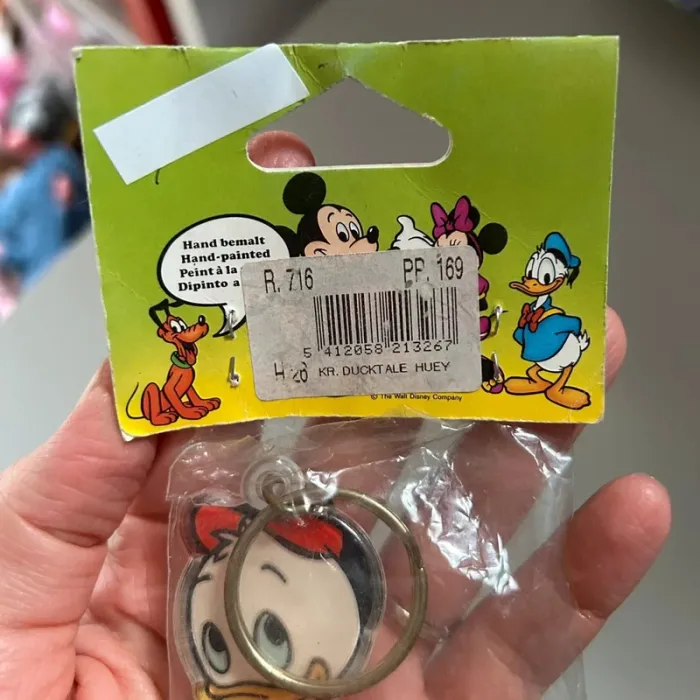 Hand bemalt
Hand-painted
Peint à la
Dipinto a
R. 716 PP. 169
5 412058 213267
KR. DUCKTALE HUEY
© The Walt Disney Company